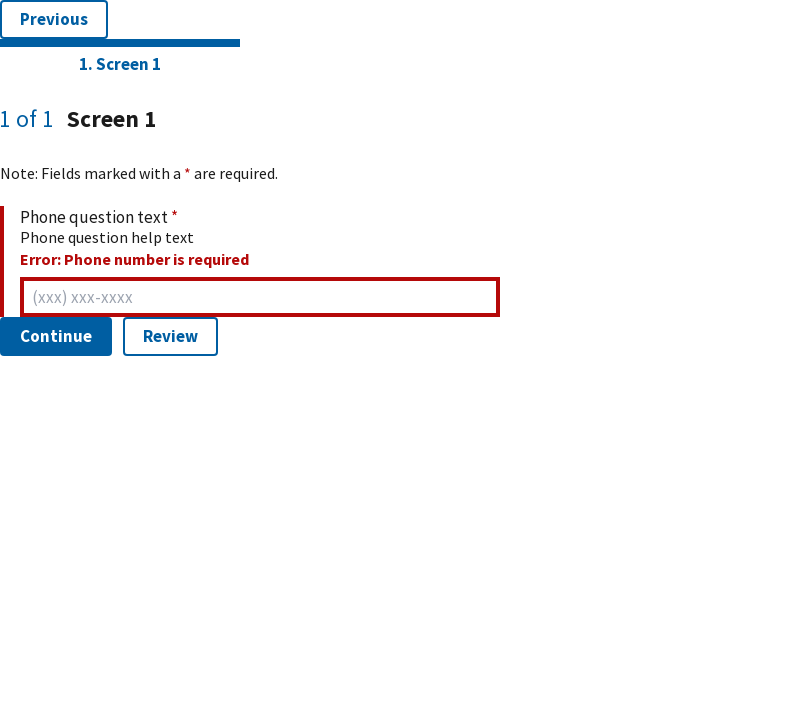 Previous
1. Screen 1
1 of 1 Screen 1
Note: Fields marked with a * are required.
Phone question text *
Phone question help text
Error: Phone number is required
(xxx) xxx-xxxx
Continue Review